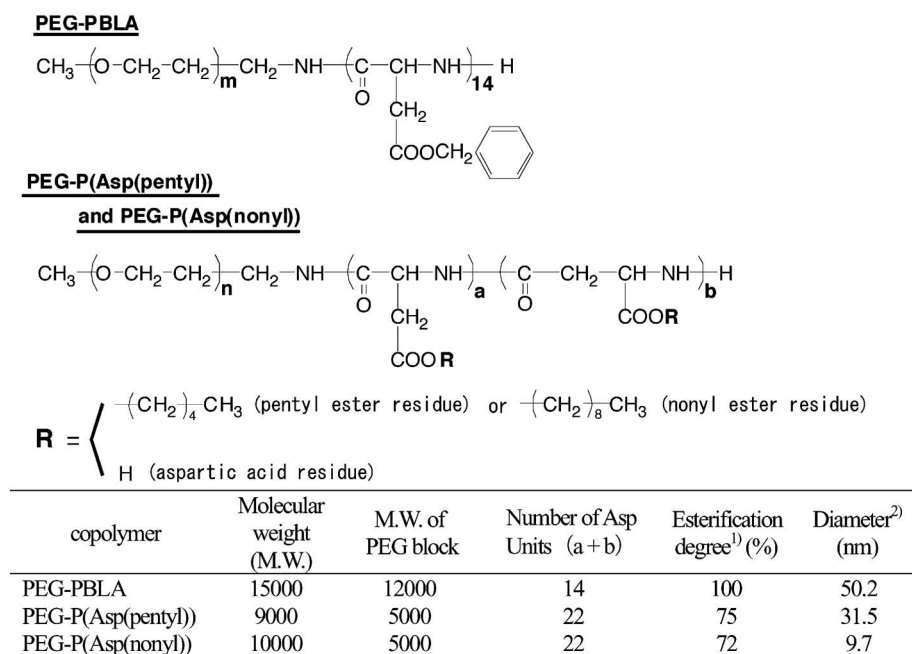 PEG-PBLA
CH3-(O-CH2-CH2)m-CH2-NH-(C-CH-NH)14-H
O
CH2
COOCH2
PEG-P(Asp(pentyl))
and PEG-P(Asp(nonyl))
CH3-(O-CH2-CH2)n-CH2-NH-(C-CH-NH)a-(C-CH2-CH-NH)b-H
O CH2 O COOR
COOR
R = -(CH2)4-CH3 (pentyl ester residue) or -(CH2)8-CH3 (nonyl ester residue)
H (aspartic acid residue)
copolymer Molecular weight (M.W.) M.W. of PEG block Number of Asp Units (a + b) Esterification degree1) (%) Diameter2) (nm)
PEG-PBLA 15000 12000 14 100 50.2
PEG-P(Asp(pentyl)) 9000 5000 22 75 31.5
PEG-P(Asp(nonyl)) 10000 5000 22 72 9.7